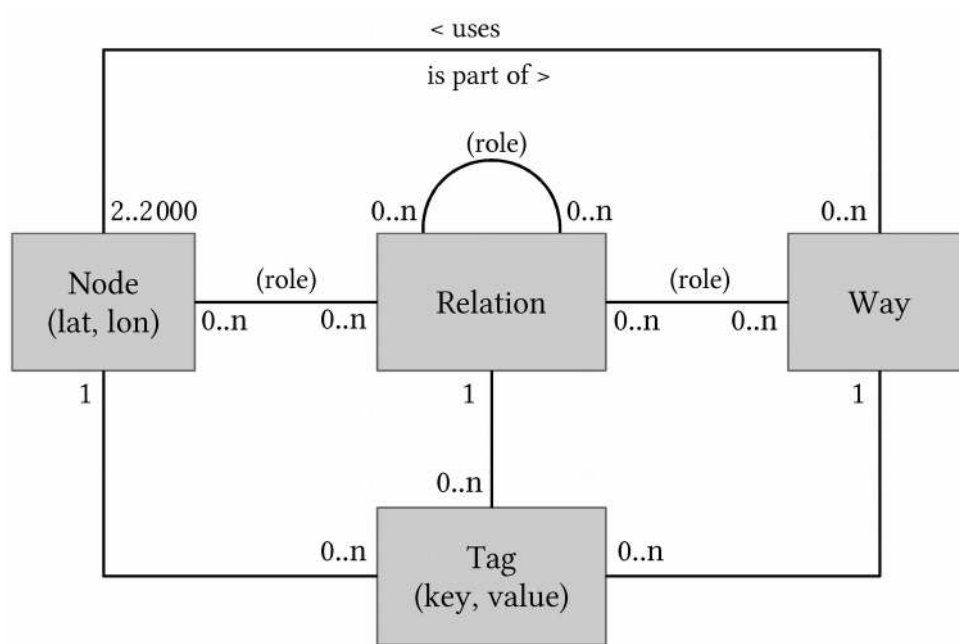 < uses
is part of >
(role)
0..n
0..n
2..2000
0..n
Node
(lat, lon)
(role)
0..n
0..n
Relation
(role)
0..n
0..n
Way
1
1
1
0..n
0..n
0..n
Tag
(key, value)